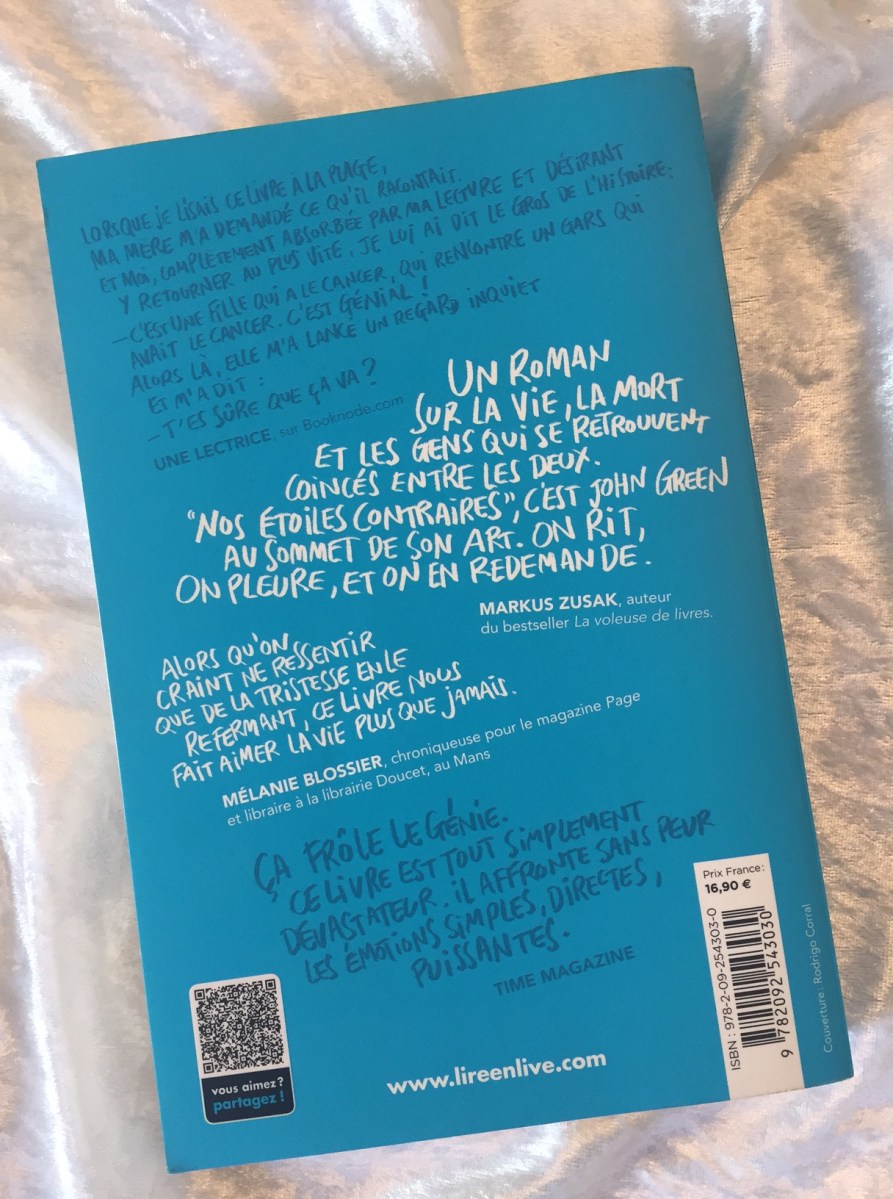 LORSQUE JE LISAIS CE LIVRE À LA PLAGE,
MA MÈRE M'A DEMANDÉ CE QU'IL RACONTAIT.
ET MOI, COMPLÈTEMENT ABSORBÉE PAR MA LECTURE ET DÉSIRANT
Y RETOURNER AU PLUS VITE, JE LUI AI DIT LE GROS DE L'HISTOIRE:
– C'EST UNE FILLE QUI A LE CANCER, QUI RENCONTRE UN GARS QUI
AVAIT LE CANCER. C'EST GÉNIAL!
ALORS LÀ, ELLE M'A LANCÉ UN REGARD INQUIET
ET M'A DIT :
– T'ES SÛRE QUE ÇA VA?
UNE LECTRICE, sur Booknode.com
UN ROMAN
SUR LA VIE, LA MORT
ET LES GENS QUI SE RETROUVENT
COINCÉS ENTRE LES DEUX.
"NOS ÉTOILES CONTRAIRES", C'EST JOHN GREEN
AU SOMMET DE SON ART. ON RIT,
ON PLEURE, ET ON EN REDEMANDE.
MARKUS ZUSAK, auteur
du bestseller La voleuse de livres.
ALORS QU'ON
CRAINT NE RESSENTIR
QUE DE LA TRISTESSE EN LE
REFERMANT, CE LIVRE NOUS
FAIT AIMER LA VIE PLUS QUE JAMAIS.
MÉLANIE BLOSSIER, chroniqueuse pour le magazine Page
et libraire à la librairie Doucet, au Mans
ÇA FRÔLE LE GÉNIE.
CE LIVRE EST TOUT SIMPLEMENT
DÉVASTATEUR. IL AFFRONTE SANS PEUR
LES ÉMOTIONS SIMPLES, DIRECTES,
PUISSANTES.
TIME MAGAZINE
vous aimez?
partagez!
www.lireenlive.com
Prix France:
16,90 €
ISBN : 978-2-09-254303-0
9 782092 543030
Couverture : Rodrigo Corral